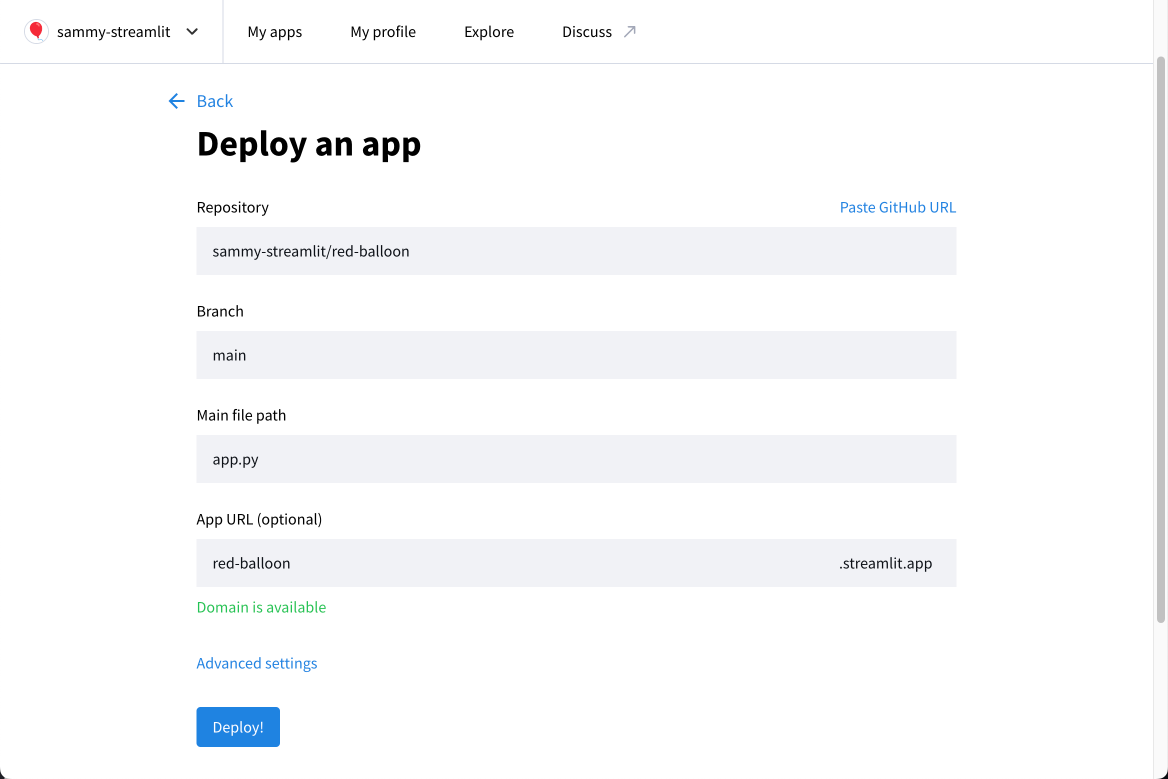 sammy-streamlit My apps My profile Explore Discuss
Back
Deploy an app
Repository Paste GitHub URL
sammy-streamlit/red-balloon
Branch
main
Main file path
app.py
App URL (optional)
red-balloon .streamlit.app
Domain is available
Advanced settings
Deploy!